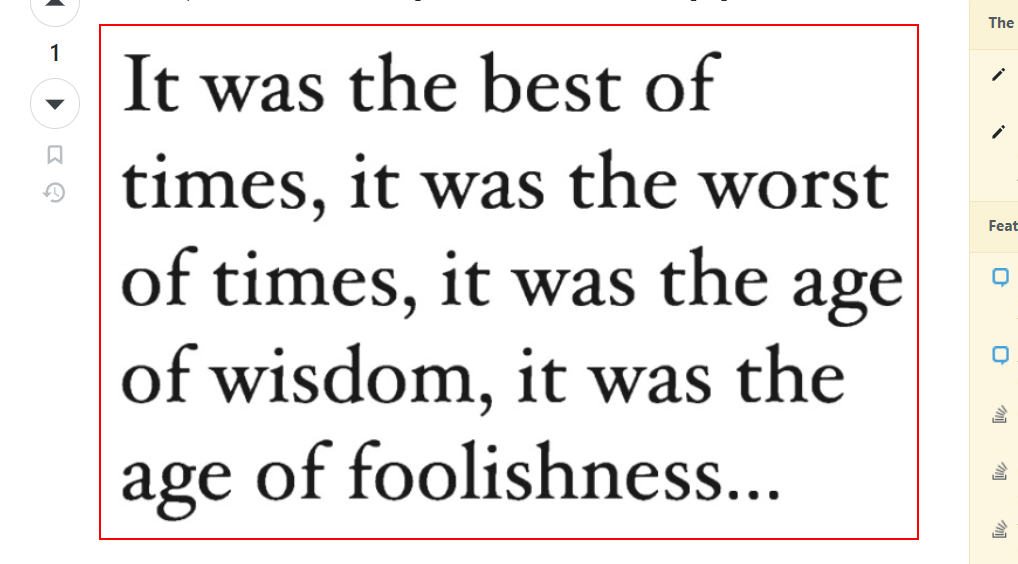 1
It was the best of
times, it was the worst
of times, it was the age
of wisdom, it was the
age of foolishness...
The
Feat